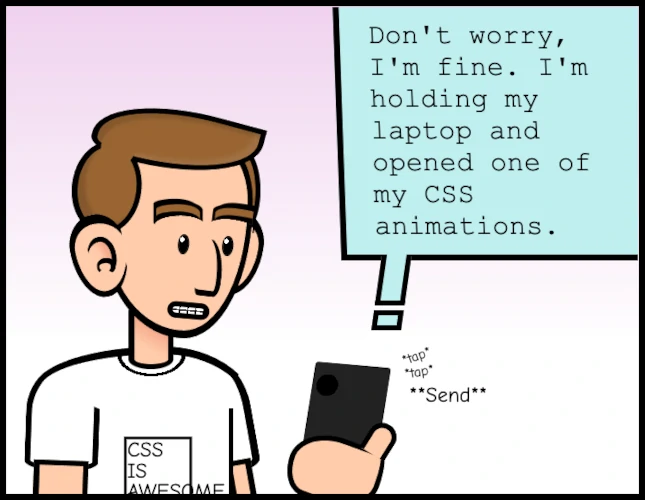 Don't worry,
I'm fine. I'm
holding my
laptop and
opened one of
my CSS
animations.
*tap*
*tap*
**Send**
CSS
IS
AWESOME